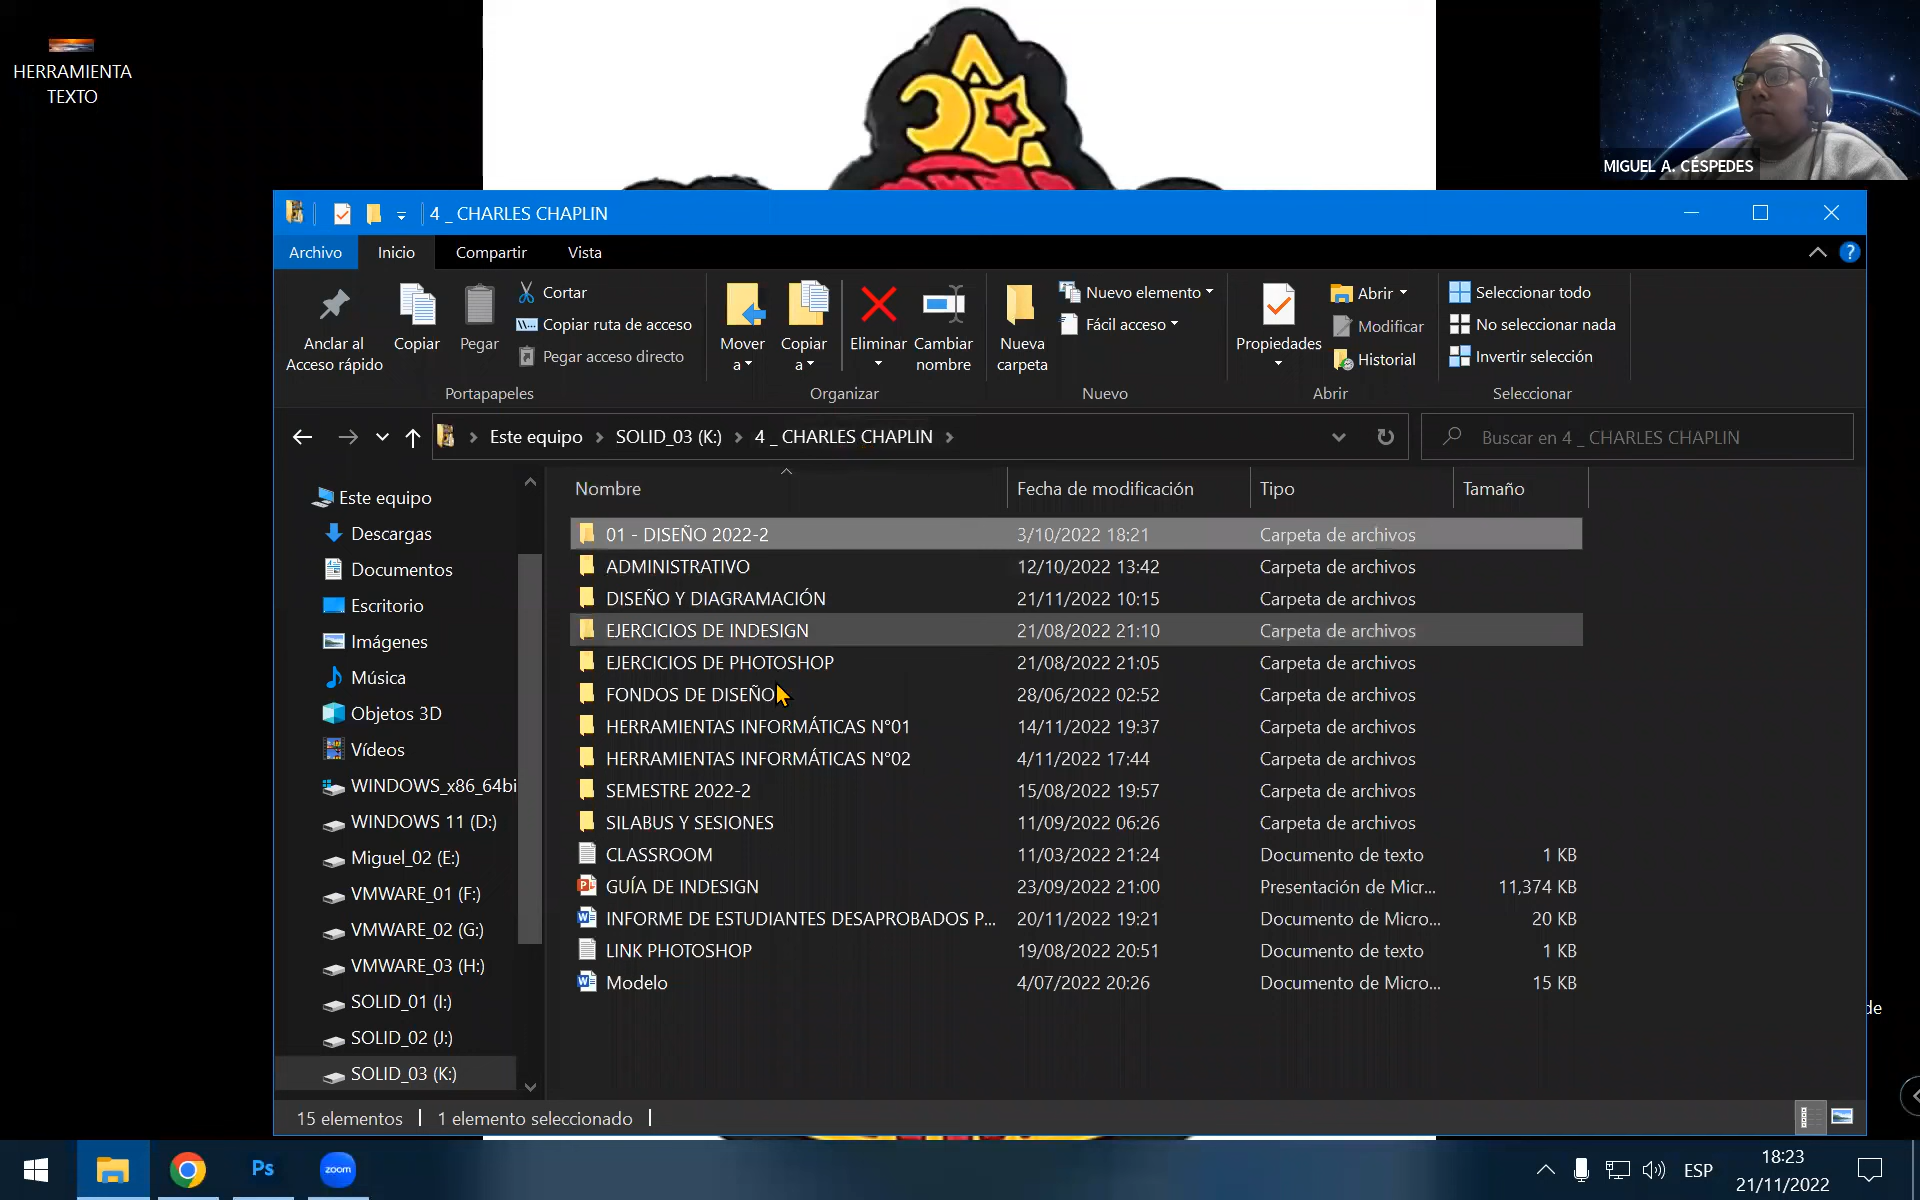 HERRAMIENTA
TEXTO
MIGUEL A. CÉSPEDES
4 _ CHARLES CHAPLIN
Archivo Inicio Compartir Vista
Anclar al
Acceso rápido
Copiar
Pegar
Cortar
Copiar ruta de acceso
Pegar acceso directo
Portapapeles
Mover
a
Copiar
a
Eliminar
Cambiar
nombre
Organizar
Nueva
carpeta
Nuevo elemento
Fácil acceso
Nuevo
Propiedades
Abrir
Modificar
Historial
Abrir
Seleccionar todo
No seleccionar nada
Invertir selección
Seleccionar
Este equipo > SOLID_03 (K:) > 4 _ CHARLES CHAPLIN >
Buscar en 4 _ CHARLES CHAPLIN
Este equipo
Descargas
Documentos
Escritorio
Imágenes
Música
Objetos 3D
Vídeos
WINDOWS_x86_64bi
WINDOWS 11 (D:)
Miguel_02 (E:)
VMWARE_01 (F:)
VMWARE_02 (G:)
VMWARE_03 (H:)
SOLID_01 (I:)
SOLID_02 (J:)
SOLID_03 (K:)
Nombre Fecha de modificación Tipo Tamaño
01 - DISEÑO 2022-2 3/10/2022 18:21 Carpeta de archivos
ADMINISTRATIVO 12/10/2022 13:42 Carpeta de archivos
DISEÑO Y DIAGRAMACIÓN 21/11/2022 10:15 Carpeta de archivos
EJERCICIOS DE INDESIGN 21/08/2022 21:10 Carpeta de archivos
EJERCICIOS DE PHOTOSHOP 21/08/2022 21:05 Carpeta de archivos
FONDOS DE DISEÑO 28/06/2022 02:52 Carpeta de archivos
HERRAMIENTAS INFORMÁTICAS N°01 14/11/2022 19:37 Carpeta de archivos
HERRAMIENTAS INFORMÁTICAS N°02 4/11/2022 17:44 Carpeta de archivos
SEMESTRE 2022-2 15/08/2022 19:57 Carpeta de archivos
SILABUS Y SESIONES 11/09/2022 06:26 Carpeta de archivos
CLASSROOM 11/03/2022 21:24 Documento de texto 1 KB
GUÍA DE INDESIGN 23/09/2022 21:00 Presentación de Micr... 11,374 KB
INFORME DE ESTUDIANTES DESAPROBADOS P... 20/11/2022 19:21 Documento de Micro... 20 KB
LINK PHOTOSHOP 19/08/2022 20:51 Documento de texto 1 KB
Modelo 4/07/2022 20:26 Documento de Micro... 15 KB
de
15 elementos 1 elemento seleccionado
Ps
zoom
ESP
18:23
21/11/2022